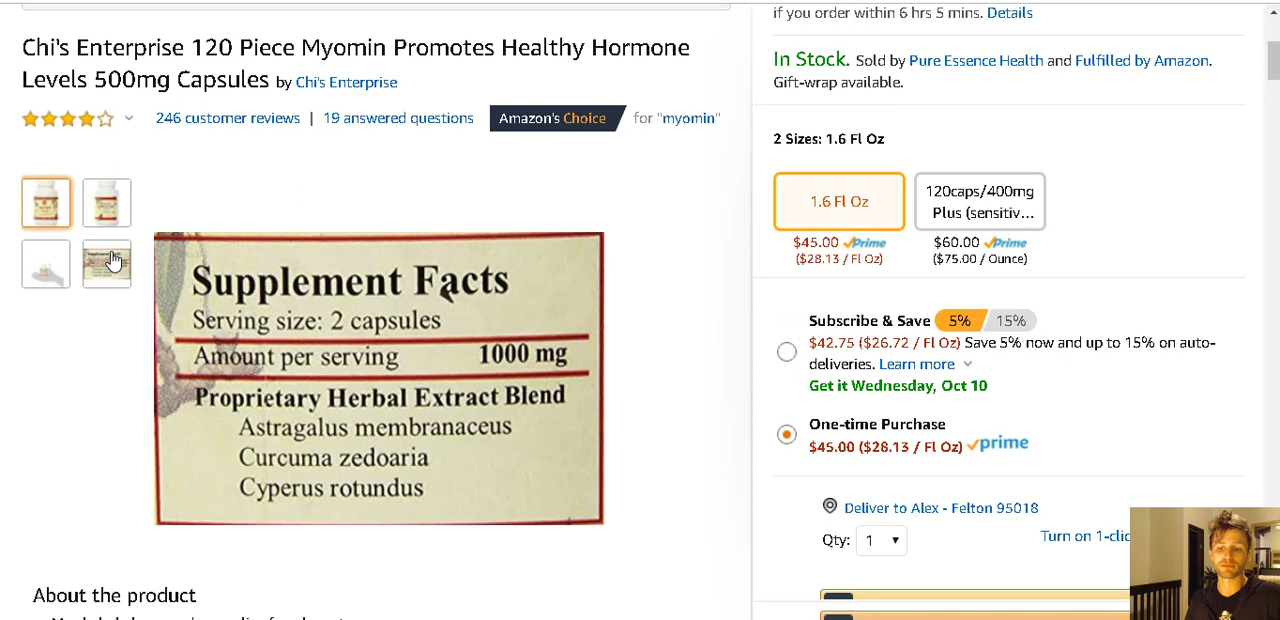 Chi's Enterprise 120 Piece Myomin Promotes Healthy Hormone
Levels 500mg Capsules by Chi's Enterprise
246 customer reviews | 19 answered questions Amazon's Choice for "myomin"
Supplement Facts
Serving size: 2 capsules
Amount per serving 1000 mg
Proprietary Herbal Extract Blend
Astragalus membranaceus
Curcuma zedoaria
Cyperus rotundus
About the product
if you order within 6 hrs 5 mins. Details
In Stock. Sold by Pure Essence Health and Fulfilled by Amazon.
Gift-wrap available.
2 Sizes: 1.6 Fl Oz
1.6 Fl Oz
120caps/400mg
Plus (sensitiv...
$45.00 Prime
($28.13 / Fl Oz)
$60.00 Prime
($75.00 / Ounce)
Subscribe & Save 5% 15%
$42.75 ($26.72 / Fl Oz) Save 5% now and up to 15% on auto-
deliveries. Learn more
Get it Wednesday, Oct 10
One-time Purchase
$45.00 ($28.13 / Fl Oz) prime
Deliver to Alex - Felton 95018
Qty: 1
Turn on 1-clic